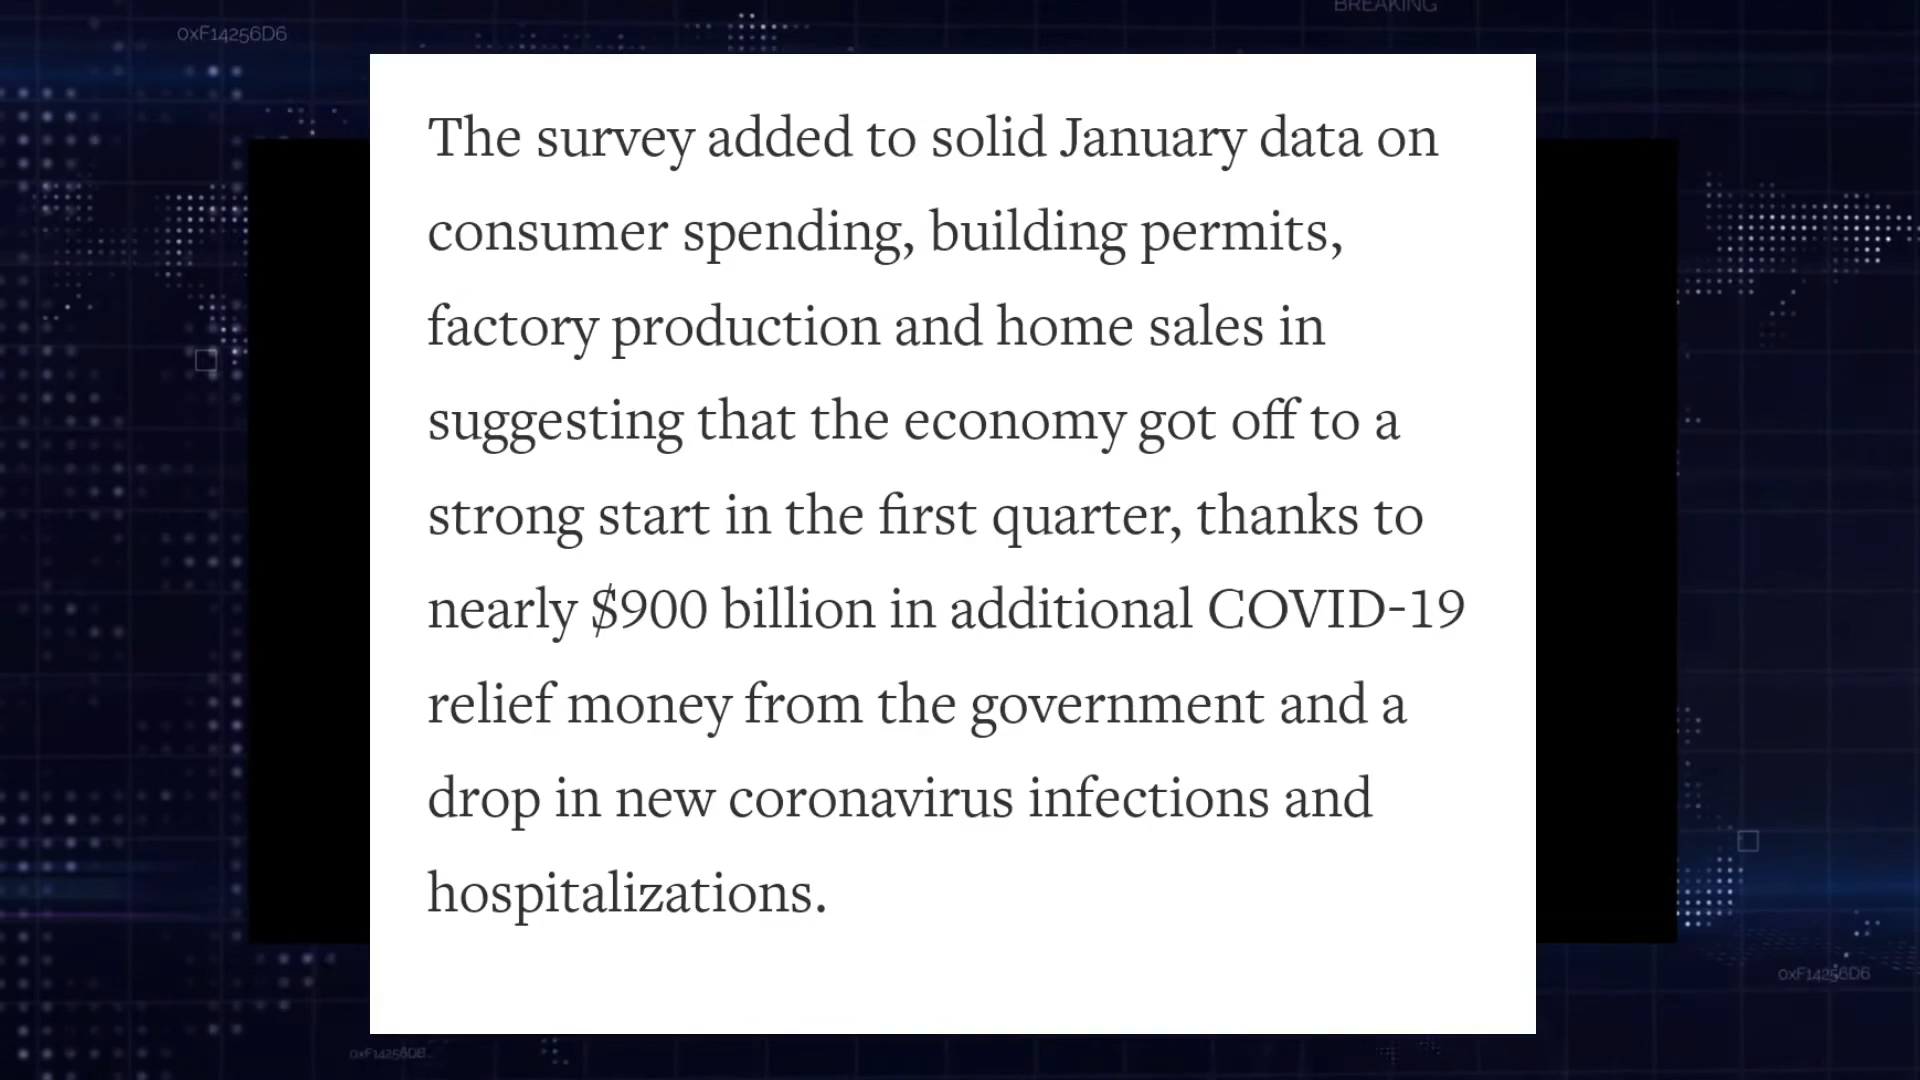 BREAKING
0xF14256D6
The survey added to solid January data on
consumer spending, building permits,
factory production and home sales in
suggesting that the economy got off to a
strong start in the first quarter, thanks to
nearly $900 billion in additional COVID-19
relief money from the government and a
drop in new coronavirus infections and
hospitalizations.
0xF14256D6
0xF14256D8